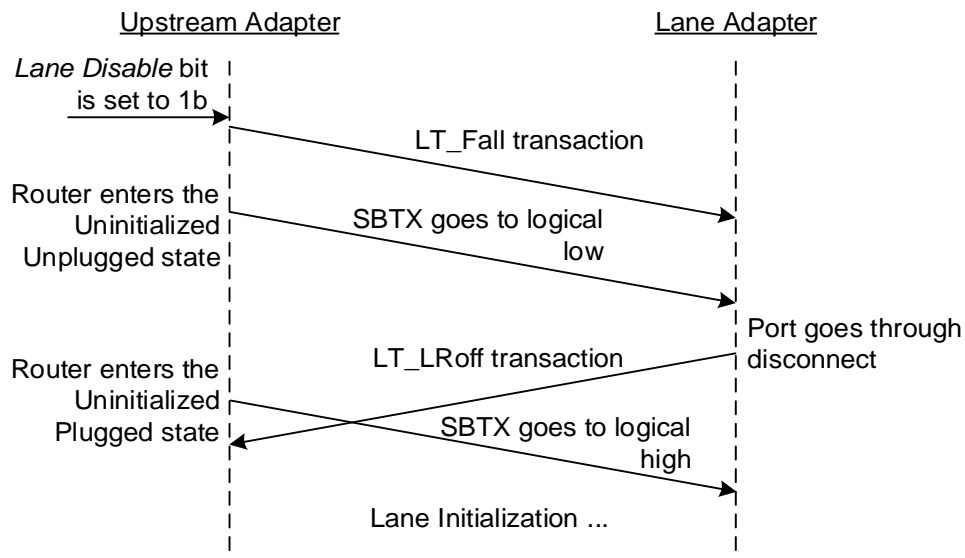 Upstream Adapter
Lane Adapter
Lane Disable bit
is set to 1b
LT_Fall transaction
Router enters the
Uninitialized
Unplugged state
SBTX goes to logical
low
Port goes through
disconnect
LT_LRoff transaction
Router enters the
Uninitialized
Plugged state
SBTX goes to logical
high
Lane Initialization ...